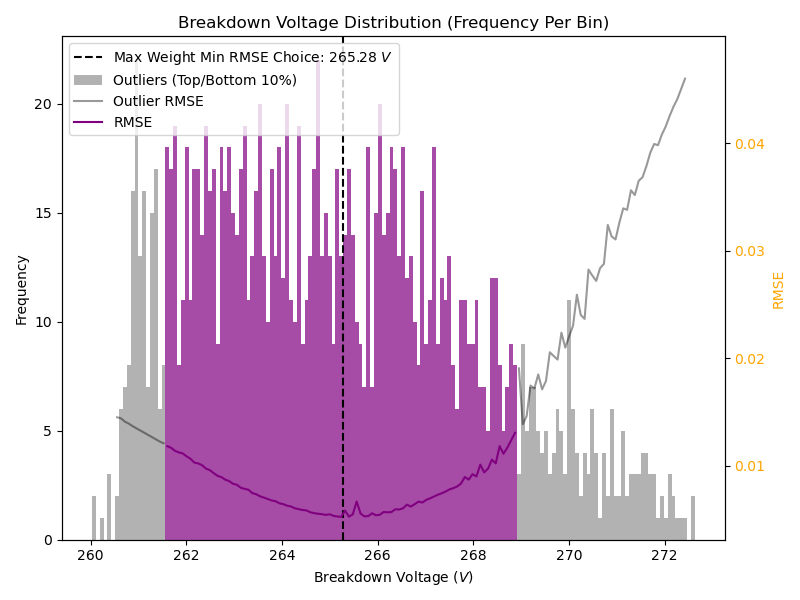 Breakdown Voltage Distribution (Frequency Per Bin)
Max Weight Min RMSE Choice: 265.28 V
Outliers (Top/Bottom 10%)
Outlier RMSE
RMSE
20
15
10
5
0
Frequency
0.04
0.03
0.02
0.01
RMSE
260 262 264 266 268 270 272
Breakdown Voltage (V)